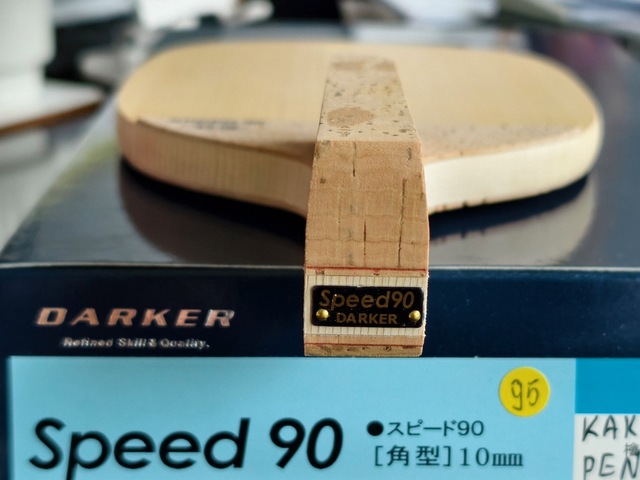 Speed90
DARKER
DARKER
Refined Skill & Quality.
95
Speed 90
●スピード90
[角型]10mm
KAK
PEN